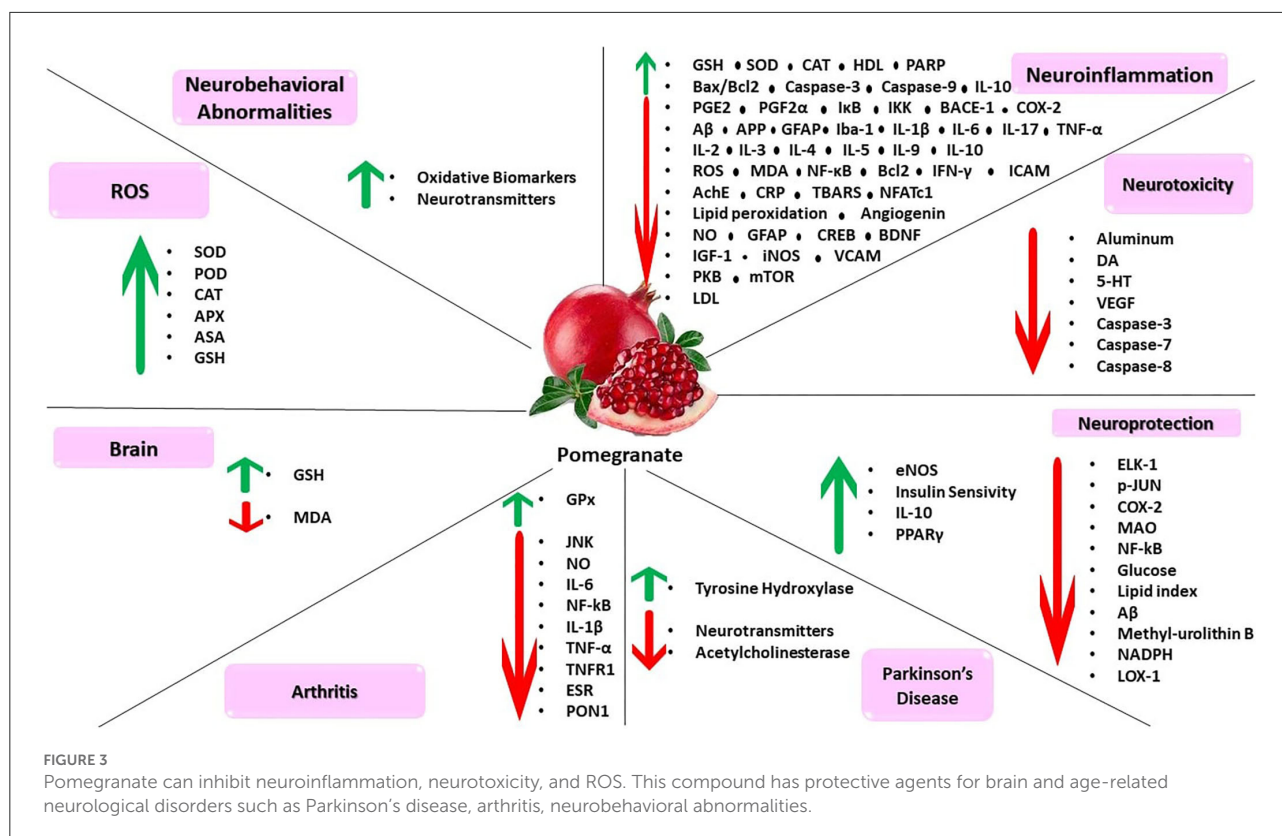 Neurobehavioral
Abnormalities
• Oxidative Biomarkers
• Neurotransmitters
ROS
• SOD
• POD
• CAT
• APX
• ASA
• GSH
Neuroinflammation
• GSH • SOD • CAT • HDL • PARP
• Bax/Bcl2 • Caspase-3 • Caspase-9 • IL-10
• PGE2 • PGF2α • IκB • IKK • BACE-1 • COX-2
• Aβ • APP • GFAP • Iba-1 • IL-1β • IL-6 • IL-17 • TNF-α
• IL-2 • IL-3 • IL-4 • IL-5 • IL-9 • IL-10
• ROS • MDA • NF-κB • Bcl2 • IFN-γ • ICAM
• AchE • CRP • TBARS • NFATc1
• Lipid peroxidation • Angiogenin
• NO • GFAP • CREB • BDNF
• IGF-1 • iNOS • VCAM
• PKB • mTOR
• LDL
Neurotoxicity
• Aluminum
• DA
• 5-HT
• VEGF
• Caspase-3
• Caspase-7
• Caspase-8
Brain
• GSH
• MDA
Pomegranate
Arthritis
• GPx
• JNK
• NO
• IL-6
• NF-kB
• IL-1β
• TNF-α
• TNFR1
• ESR
• PON1
• Tyrosine Hydroxylase
• Neurotransmitters
• Acetylcholinesterase
Parkinson's
Disease
Neuroprotection
• eNOS
• Insulin Sensivity
• IL-10
• PPARγ
• ELK-1
• p-JUN
• COX-2
• MAO
• NF-kB
• Glucose
• Lipid index
• Aβ
• Methyl-urolithin B
• NADPH
• LOX-1
FIGURE 3
Pomegranate can inhibit neuroinflammation, neurotoxicity, and ROS. This compound has protective agents for brain and age-related
neurological disorders such as Parkinson's disease, arthritis, neurobehavioral abnormalities.